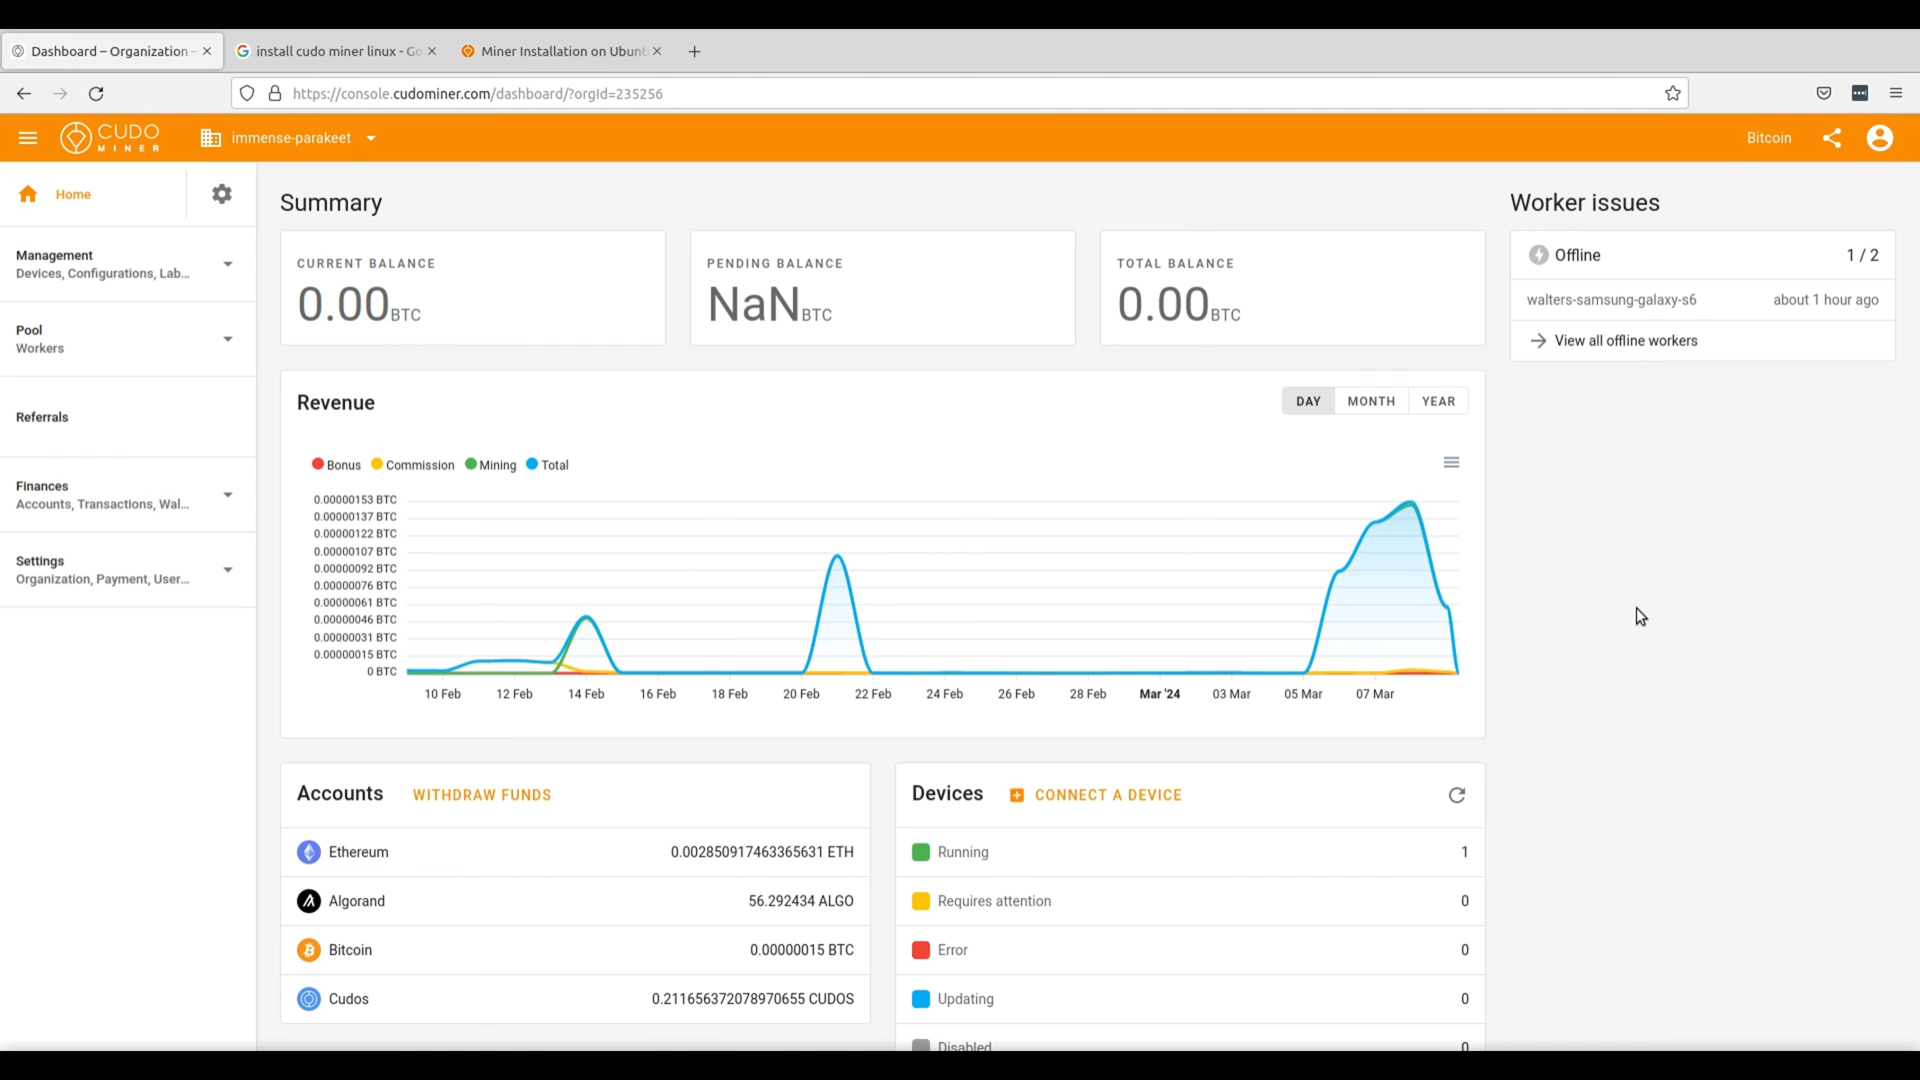 Dashboard – Organization -
install cudo miner linux - Go
Miner Installation on Ubunt
https://console.cudominer.com/dashboard/?orgId=235256
CUDO
MINER
immense-parakeet
Bitcoin
Home
Management
Devices, Configurations, Lab...
Pool
Workers
Referrals
Finances
Accounts, Transactions, Wal...
Settings
Organization, Payment, User...
Summary
CURRENT BALANCE
0.00BTC
PENDING BALANCE
NaNBTC
TOTAL BALANCE
0.00BTC
Worker issues
Offline 1 / 2
walters-samsung-galaxy-s6 about 1 hour ago
View all offline workers
Revenue
DAY MONTH YEAR
Bonus Commission Mining Total
0.00000153 BTC
0.00000137 BTC
0.00000122 BTC
0.00000107 BTC
0.00000092 BTC
0.00000076 BTC
0.00000061 BTC
0.00000046 BTC
0.00000031 BTC
0.00000015 BTC
0 BTC
10 Feb 12 Feb 14 Feb 16 Feb 18 Feb 20 Feb 22 Feb 24 Feb 26 Feb 28 Feb Mar '24 03 Mar 05 Mar 07 Mar
Accounts WITHDRAW FUNDS
Ethereum 0.002850917463365631 ETH
Algorand 56.292434 ALGO
Bitcoin 0.00000015 BTC
Cudos 0.211656372078970655 CUDOS
Devices CONNECT A DEVICE
Running 1
Requires attention 0
Error 0
Updating 0
Disabled 0